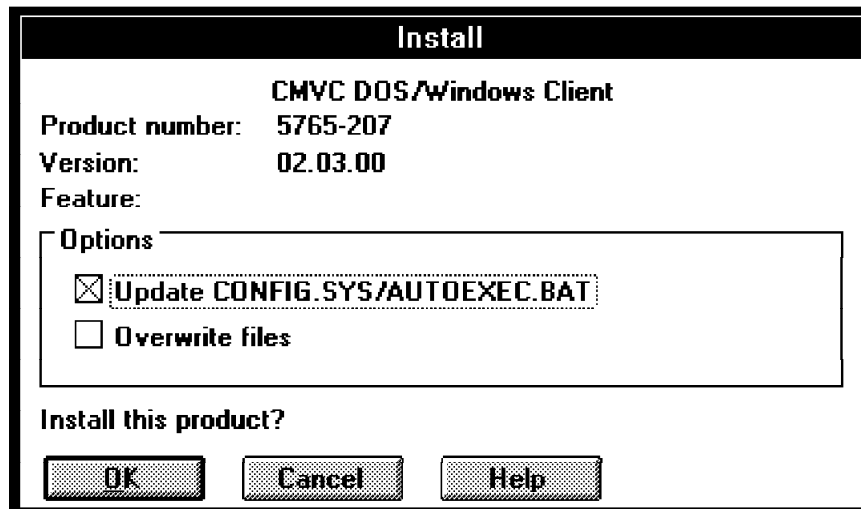 Install
CMVC DOS/Windows Client
Product number: 5765-207
Version: 02.03.00
Feature:
Options
Update CONFIG.SYS/AUTOEXEC.BAT
Overwrite files
Install this product?
OK Cancel Help